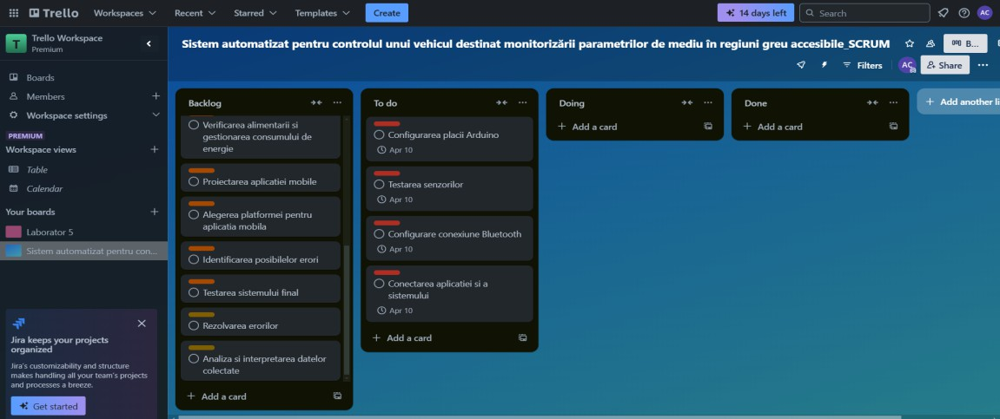 Trello
Workspaces
Recent
Starred
Templates
Create
14 days left
Search
AC
T
Trello Workspace
Premium
Boards
Members
Workspace settings
PREMIUM
Workspace views
Table
Calendar
Your boards
Laborator 5
Sistem automatizat pentru con...
Jira keeps your projects
organized
Jira's customizability and structure
makes handling all your team's projects
and processes a breeze.
Get started
Sistem automatizat pentru controlul unui vehicul destinat monitorizării parametrilor de mediu în regiuni greu accesibile_SCRUM
B...
Filters
AC
Share
Backlog
Verificarea alimentarii si
gestionarea consumului de
energie
Proiectarea aplicatiei mobile
Alegerea platformei pentru
aplicatia mobila
Identificarea posibilelor erori
Testarea sistemului final
Rezolvarea erorilor
Analiza si interpretarea datelor
colectate
Add a card
To do
Configurarea placii Arduino
Apr 10
Testarea senzorilor
Apr 10
Configurare conexiune Bluetooth
Apr 10
Conectarea aplicatiei si a
sistemului
Apr 10
Add a card
Doing
Add a card
Done
Add a card
Add another li